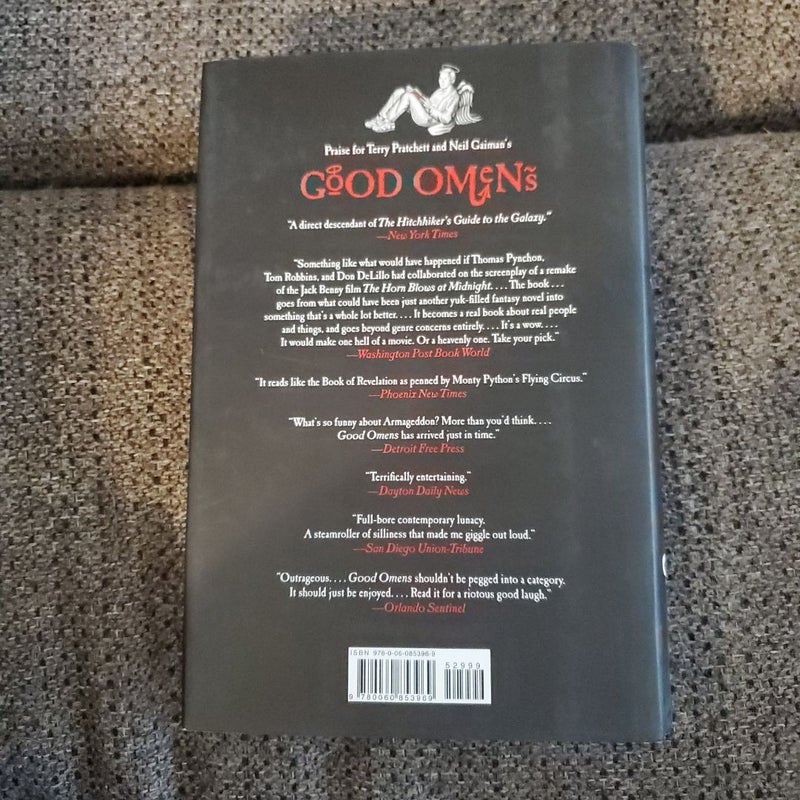 Praise for Terry Pratchett and Neil Gaiman's
GOOD OMENS
"A direct descendant of The Hitchhiker's Guide to the Galaxy."
—New York Times
"Something like what would have happened if Thomas Pynchon,
Tom Robbins, and Don DeLillo had collaborated on the screenplay of a remake
of the Jack Benny film The Horn Blows at Midnight. . . . The book . . .
goes from what could have been just another yuk-filled fantasy novel into
something that's a whole lot better. . . . It becomes a real book about real people
and things, and goes beyond genre concerns entirely. . . . It's a wow. . . .
It would make one hell of a movie. Or a heavenly one. Take your pick."
—Washington Post Book World
"It reads like the Book of Revelation as penned by Monty Python's Flying Circus."
—Phoenix New Times
"What's so funny about Armageddon? More than you'd think. . . .
Good Omens has arrived just in time."
—Detroit Free Press
"Terrifically entertaining."
—Dayton Daily News
"Full-bore contemporary lunacy.
A steamroller of silliness that made me giggle out loud."
—San Diego Union-Tribune
"Outrageous. . . . Good Omens shouldn't be pegged into a category.
It should just be enjoyed. . . . Read it for a riotous good laugh."
—Orlando Sentinel
ISBN 978-0-06-085396-9
52999
9 780060 853969